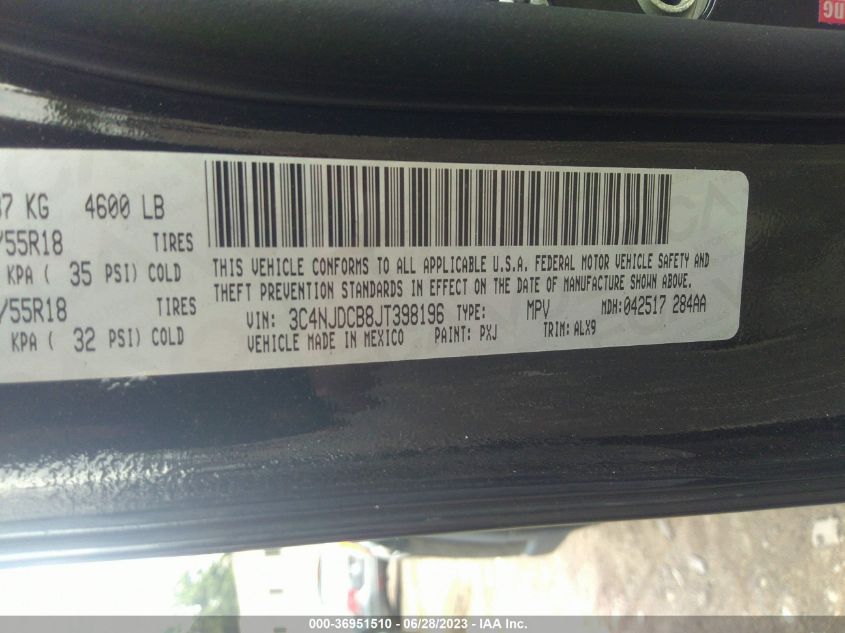 NG
87 KG 4600 LB
/55R18 TIRES
KPA ( 35 PSI) COLD
/55R18 TIRES
KPA ( 32 PSI) COLD
THIS VEHICLE CONFORMS TO ALL APPLICABLE U.S.A. FEDERAL MOTOR VEHICLE SAFETY AND
THEFT PREVENTION STANDARDS IN EFFECT ON THE DATE OF MANUFACTURE SHOWN ABOVE.
VIN: 3C4NJDCB8JT398196 TYPE: MPV MDH:042517 284AA
VEHICLE MADE IN MEXICO PAINT: PXJ TRIM: ALX9
000-36951510 / 06/28/2023 - IAA Inc.